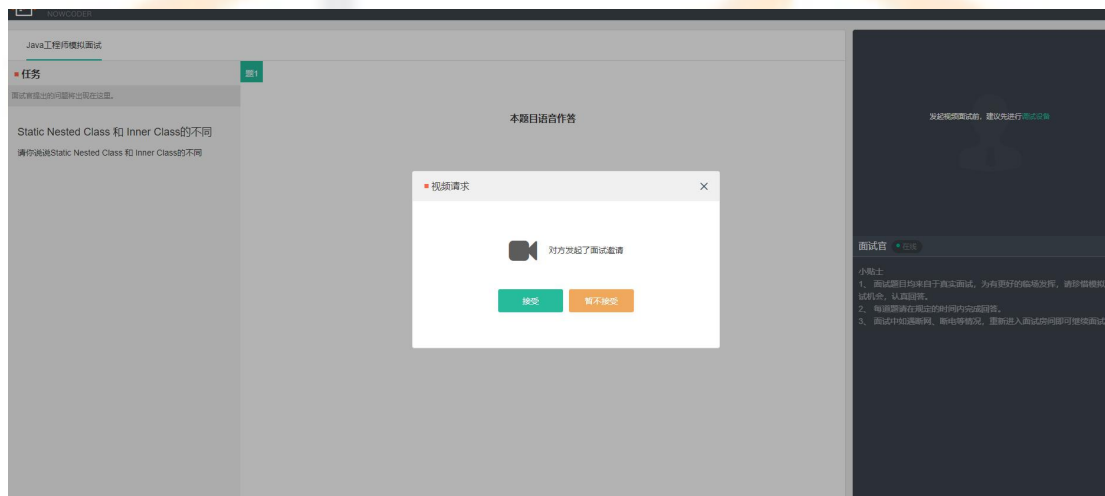 NOWCODER
Java工程师模拟面试
任务
题1
面试官提出的问题将出现在这里。
本题目语音作答
Static Nested Class 和 Inner Class的不同
请你说说Static Nested Class 和 Inner Class的不同
视频请求
对方发起了面试邀请
接受
暂不接受
发起视频面试前，建议先进行调试设备
面试官
在线
小贴士
1、 面试题目均来自于真实面试，为有更好的临场发挥，请珍惜模拟
试机会，认真回答。
2、 每道题请在规定的时间内完成回答。
3、 面试中如遇断网、断电等情况，重新进入面试房间即可继续面试